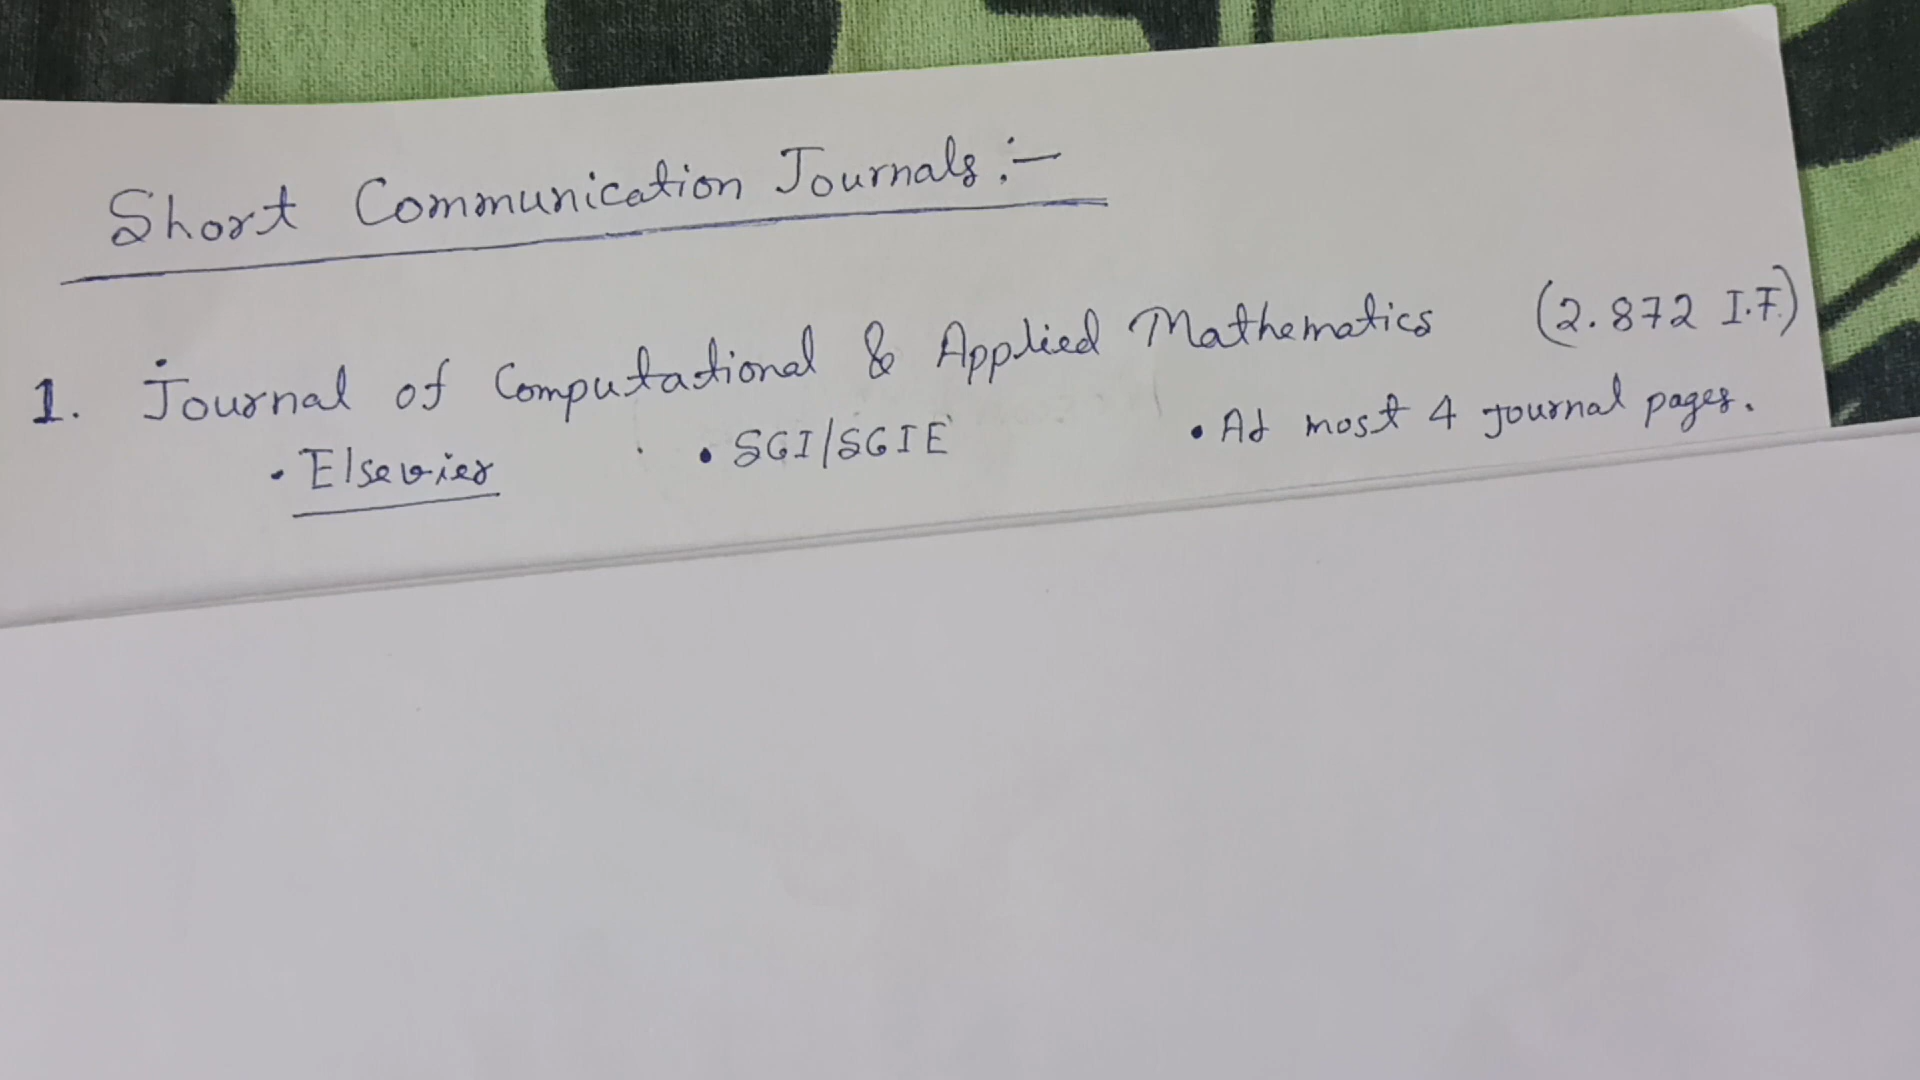 Short Communication Journals :-
1. Journal of Computational & Applied Mathematics (2.872 I.F.)
• Elsevier • SCI/SCIE • At most 4 journal pages.